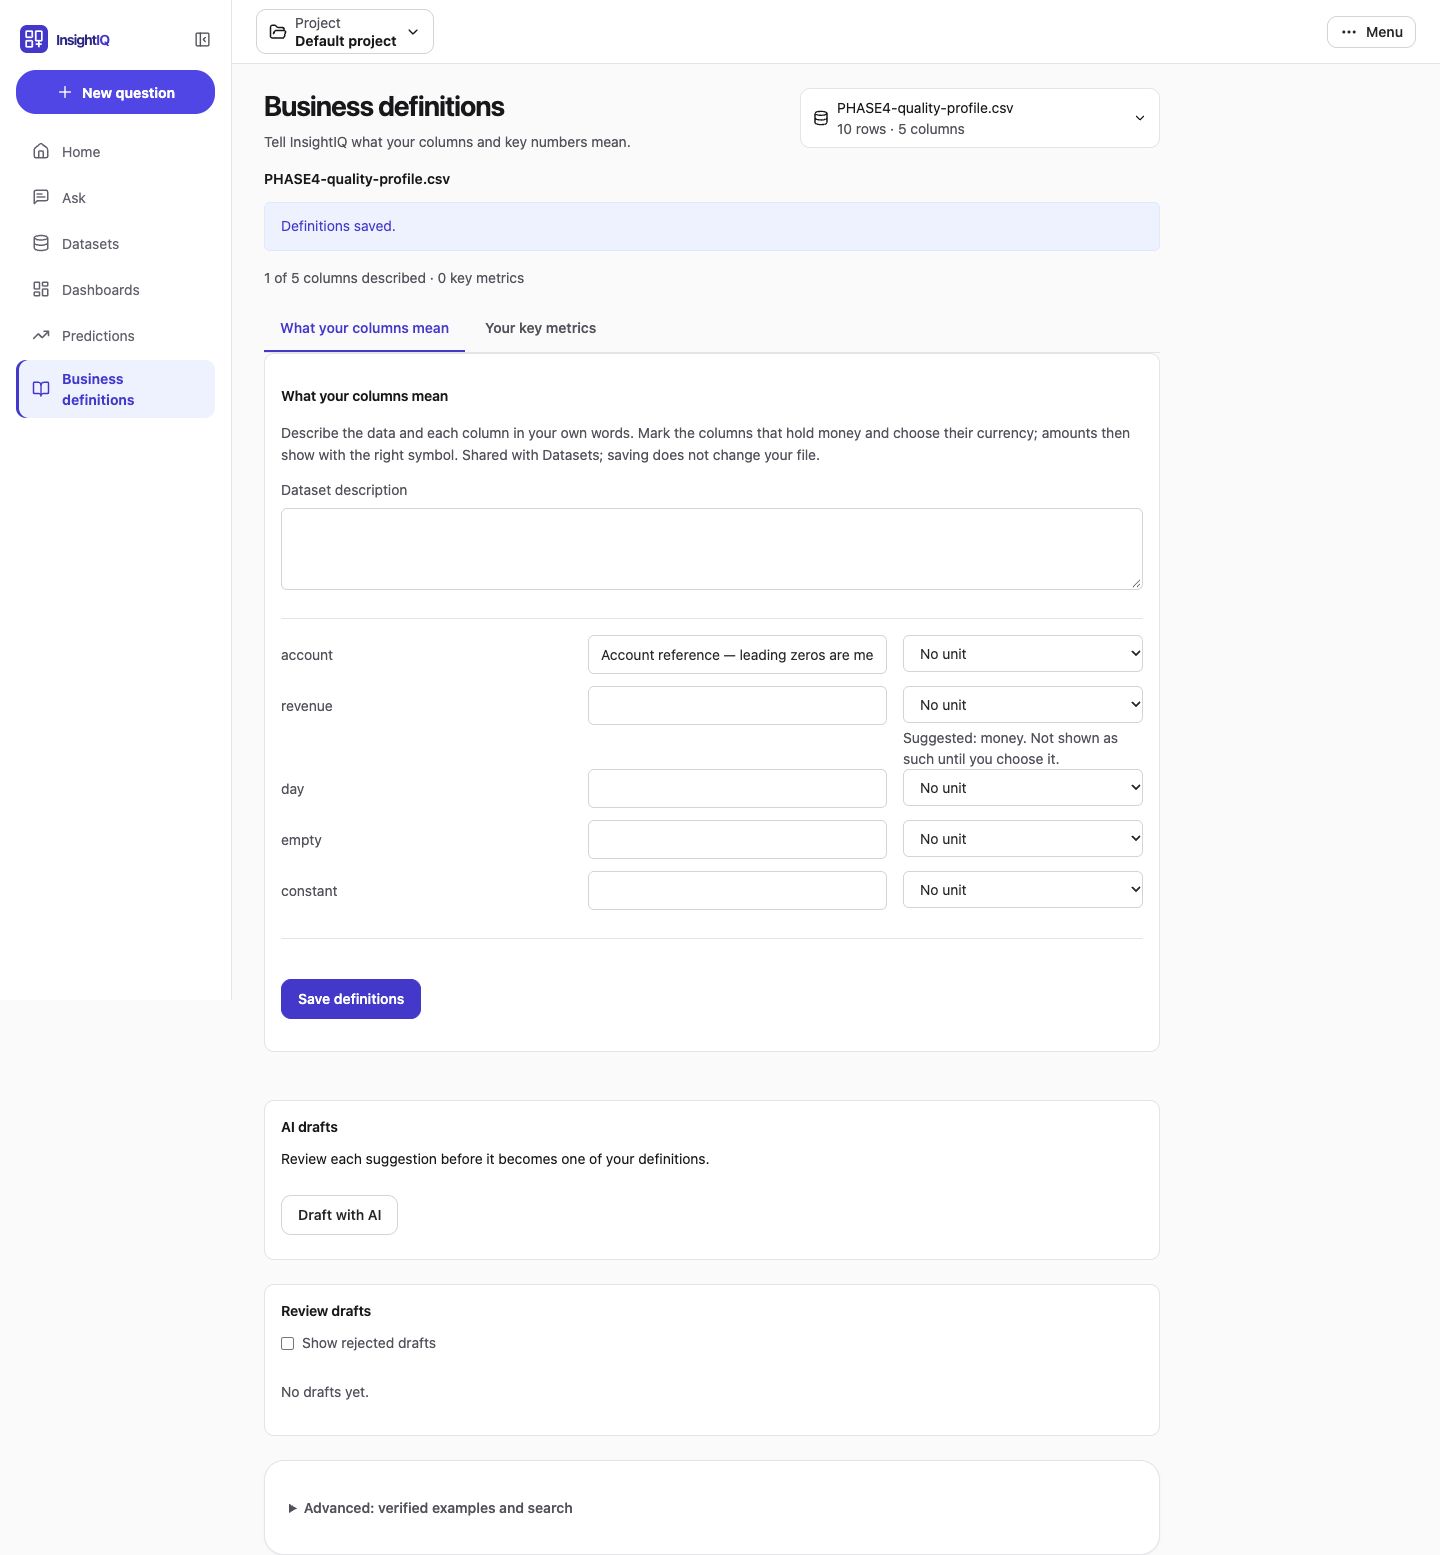 InsightIQ
New question
Home
Ask
Datasets
Dashboards
Predictions
Business
definitions
Project
Default project
Menu
Business definitions
Tell InsightIQ what your columns and key numbers mean.
PHASE4-quality-profile.csv
10 rows · 5 columns
PHASE4-quality-profile.csv
Definitions saved.
1 of 5 columns described · 0 key metrics
What your columns mean
Your key metrics
What your columns mean
Describe the data and each column in your own words. Mark the columns that hold money and choose their currency; amounts then
show with the right symbol. Shared with Datasets; saving does not change your file.
Dataset description
account
Account reference — leading zeros are me
No unit
revenue
No unit
Suggested: money. Not shown as
such until you choose it.
day
No unit
empty
No unit
constant
No unit
Save definitions
AI drafts
Review each suggestion before it becomes one of your definitions.
Draft with AI
Review drafts
Show rejected drafts
No drafts yet.
Advanced: verified examples and search